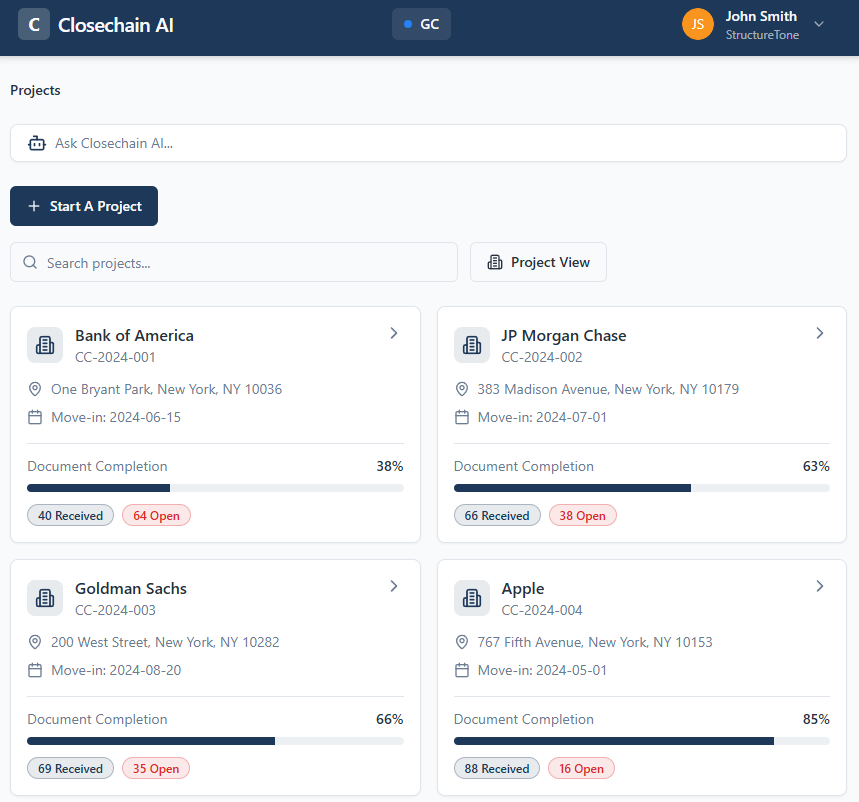 C Closechain AI
GC
JS John Smith
StructureTone
Projects
Ask Closechain AI...
+ Start A Project
Search projects...
Project View
Bank of America
CC-2024-001
One Bryant Park, New York, NY 10036
Move-in: 2024-06-15
Document Completion 38%
40 Received 64 Open
JP Morgan Chase
CC-2024-002
383 Madison Avenue, New York, NY 10179
Move-in: 2024-07-01
Document Completion 63%
66 Received 38 Open
Goldman Sachs
CC-2024-003
200 West Street, New York, NY 10282
Move-in: 2024-08-20
Document Completion 66%
69 Received 35 Open
Apple
CC-2024-004
767 Fifth Avenue, New York, NY 10153
Move-in: 2024-05-01
Document Completion 85%
88 Received 16 Open